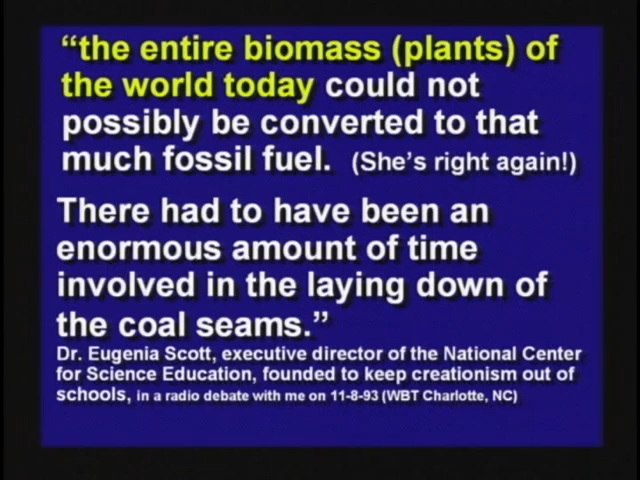 “the entire biomass (plants) of
the world today could not
possibly be converted to that
much fossil fuel. (She’s right again!)
There had to have been an
enormous amount of time
involved in the laying down of
the coal seams.”
Dr. Eugenia Scott, executive director of the National Center
for Science Education, founded to keep creationism out of
schools, in a radio debate with me on 11-8-93 (WBT Charlotte, NC)